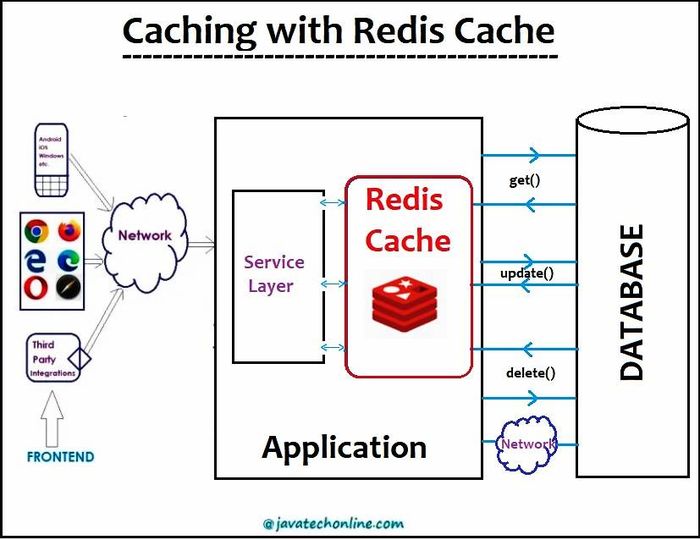 Caching with Redis Cache
Android
iOS
Windows
etc.
Network
Third
Party
Integrations
FRONTEND
Service
Layer
Redis
Cache
Application
get()
update()
delete()
Network
DATABASE
@javatechonline.com